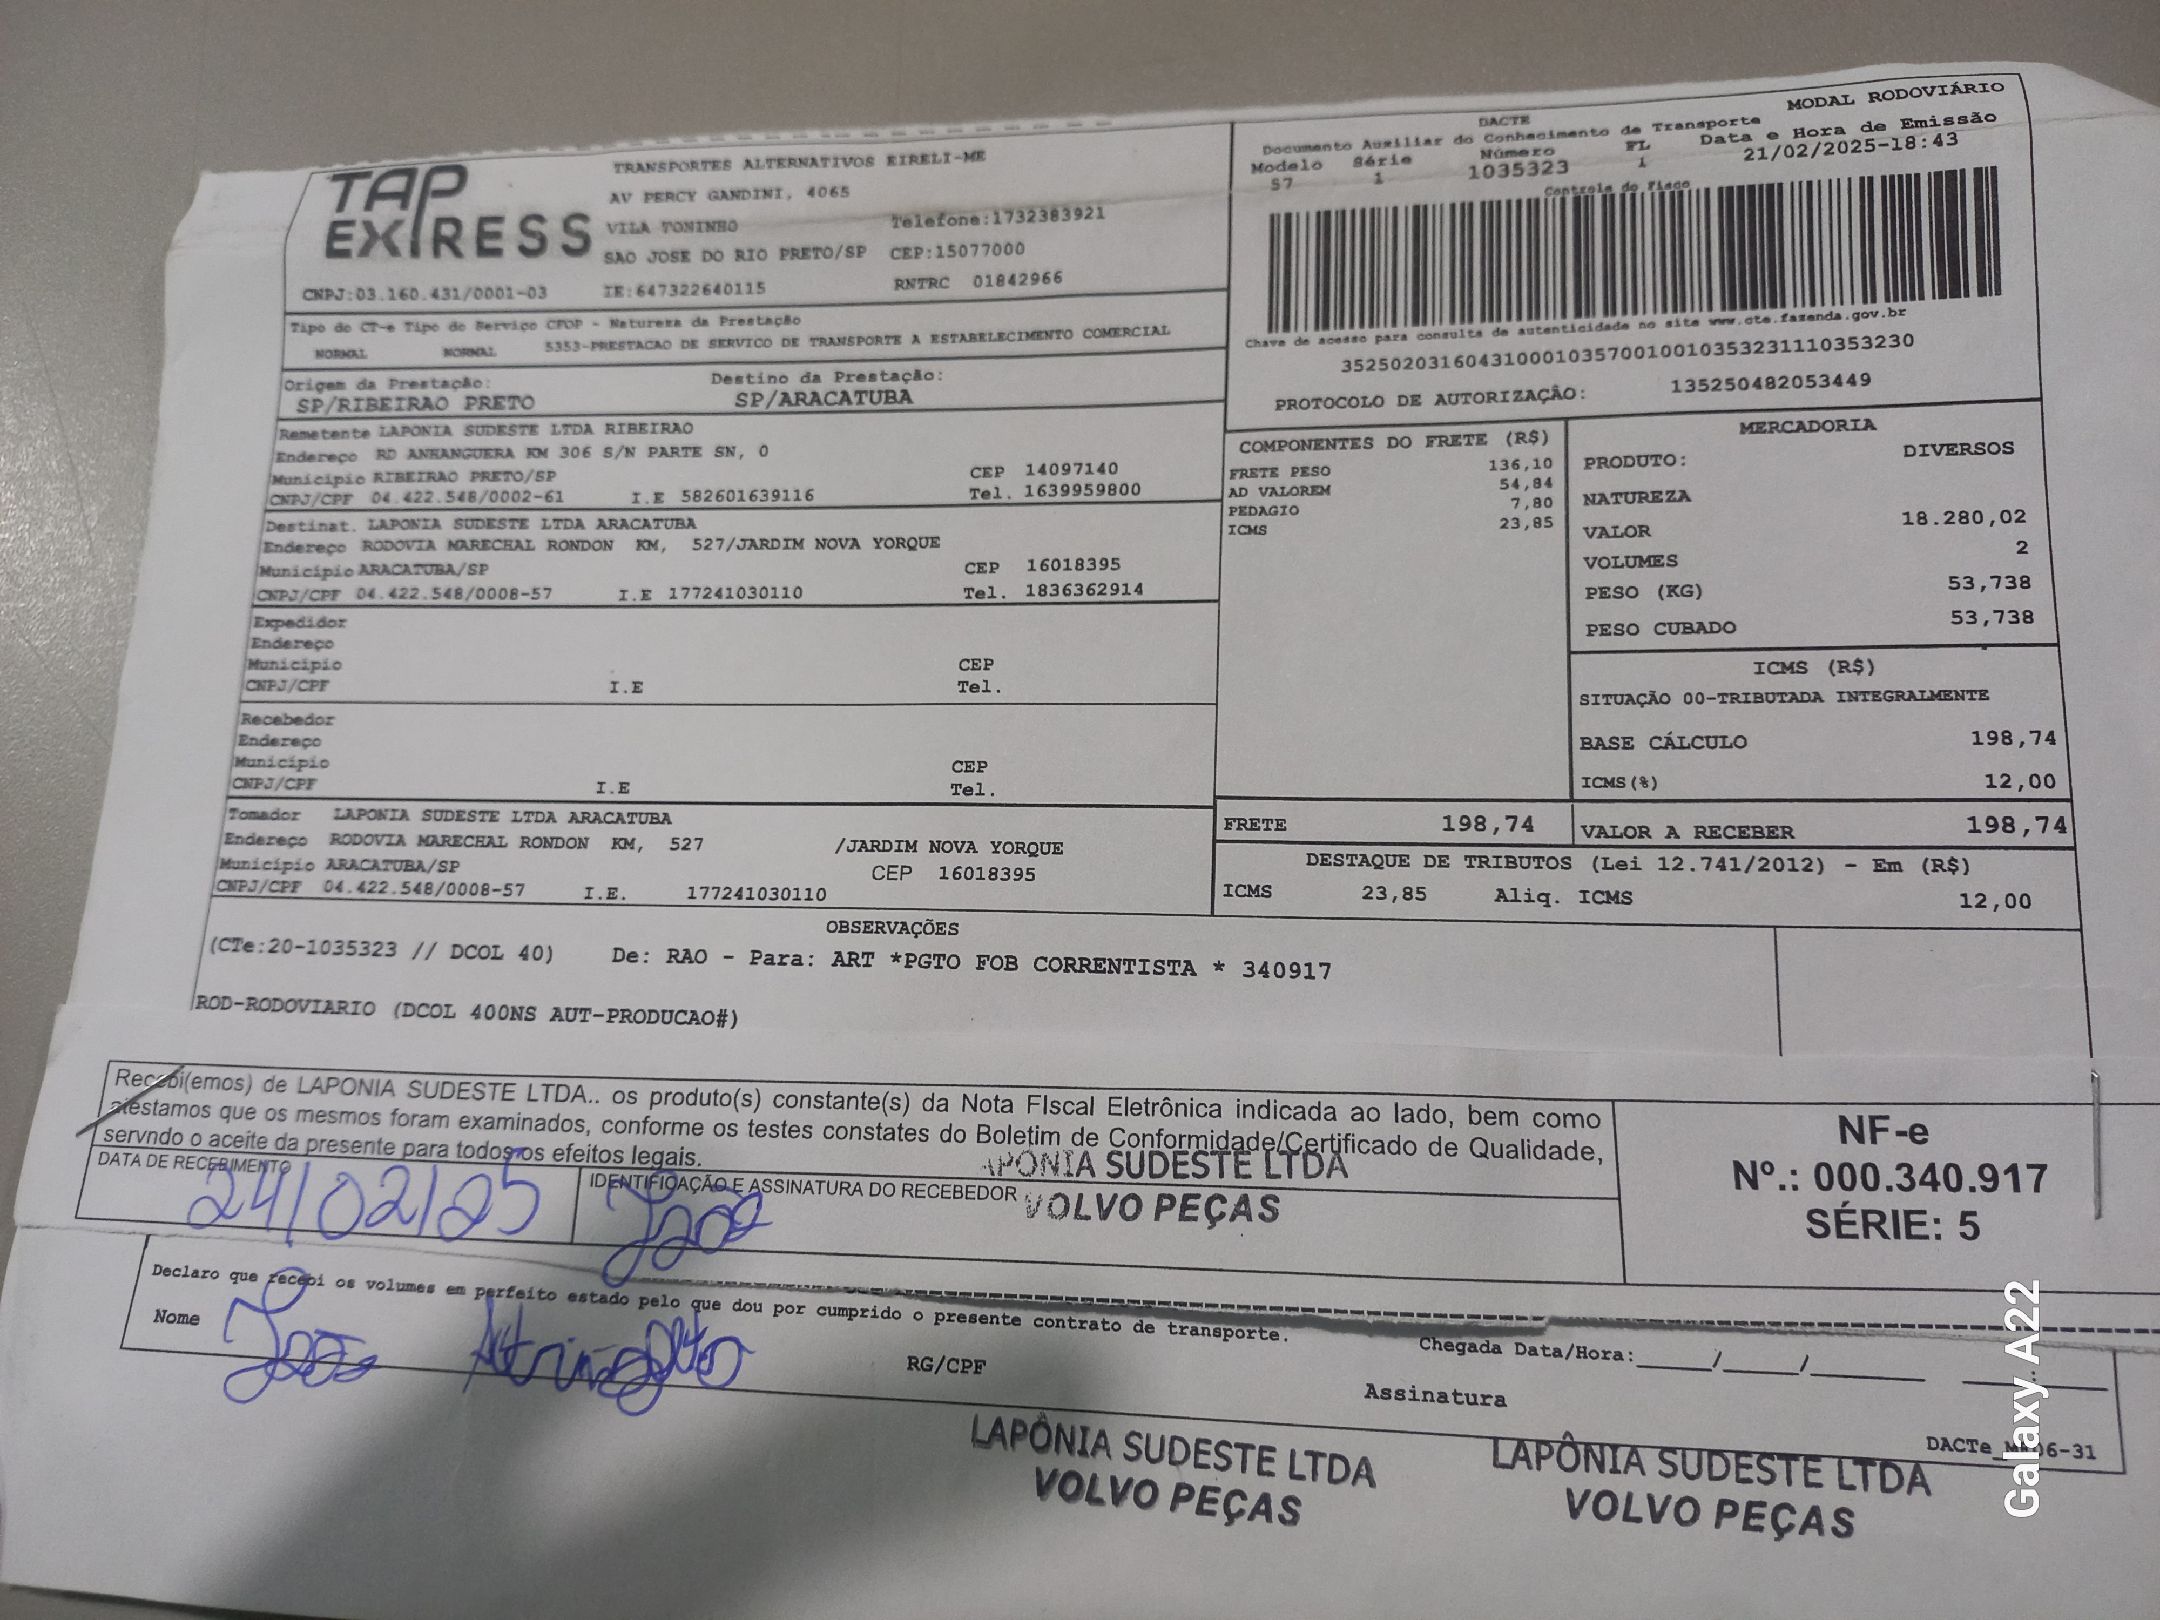 TAP EXPRESS
TRANSPORTES ALTERNATIVOS EIRELI-ME
AV PERCY GANDINI, 4065
VILA TONINHO Telefone:1732383921
SAO JOSE DO RIO PRETO/SP CEP:15077000
CNPJ:03.160.431/0001-03 IE:647322640115 RNTRC 01842966
MODAL RODOVIÁRIO
DACTE
Documento Auxiliar do Conhecimento de Transporte
Modelo Série Número FL Data e Hora de Emissão
57 1 1035323 1 21/02/2025-18:43
Controle do Fisco
Chave de acesso para consulta de autenticidade no site www.cte.fazenda.gov.br
35250203160431000103570010010353231110353230
PROTOCOLO DE AUTORIZAÇÃO: 135250482053449
Tipo do CT-e Tipo do Serviço CFOP - Natureza da Prestação
NORMAL NORMAL 5353-PRESTACAO DE SERVICO DE TRANSPORTE A ESTABELECIMENTO COMERCIAL
Origem da Prestação: Destino da Prestação:
SP/RIBEIRAO PRETO SP/ARACATUBA
Remetente LAPONIA SUDESTE LTDA RIBEIRAO
Endereço RD ANHANGUERA KM 306 S/N PARTE SN, 0
Município RIBEIRAO PRETO/SP CEP 14097140
CNPJ/CPF 04.422.548/0002-61 I.E 582601639116 Tel. 1639959800
Destinat. LAPONIA SUDESTE LTDA ARACATUBA
Endereço RODOVIA MARECHAL RONDON KM, 527/JARDIM NOVA YORQUE
Município ARACATUBA/SP CEP 16018395
CNPJ/CPF 04.422.548/0008-57 I.E 177241030110 Tel. 1836362914
Expedidor
Endereço
Município CEP
CNPJ/CPF I.E Tel.
Recebedor
Endereço
Município CEP
CNPJ/CPF I.E Tel.
Tomador LAPONIA SUDESTE LTDA ARACATUBA
Endereço RODOVIA MARECHAL RONDON KM, 527 /JARDIM NOVA YORQUE
Município ARACATUBA/SP CEP 16018395
CNPJ/CPF 04.422.548/0008-57 I.E. 177241030110
COMPONENTES DO FRETE (R$)
FRETE PESO 136,10
AD VALOREM 54,84
PEDAGIO 7,80
ICMS 23,85
MERCADORIA
PRODUTO: DIVERSOS
NATUREZA
VALOR 18.280,02
VOLUMES 2
PESO (KG) 53,738
PESO CUBADO 53,738
ICMS (R$)
SITUAÇÃO 00-TRIBUTADA INTEGRALMENTE
BASE CÁLCULO 198,74
ICMS(%) 12,00
FRETE 198,74 VALOR A RECEBER 198,74
DESTAQUE DE TRIBUTOS (Lei 12.741/2012) - Em (R$)
ICMS 23,85 Aliq. ICMS 12,00
OBSERVAÇÕES
(CTe:20-1035323 // DCOL 40) De: RAO - Para: ART *PGTO FOB CORRENTISTA * 340917
ROD-RODOVIARIO (DCOL 400NS AUT-PRODUCAO#)
Recebi(emos) de LAPONIA SUDESTE LTDA.. os produto(s) constante(s) da Nota FIscal Eletrônica indicada ao lado, bem como
atestamos que os mesmos foram examinados, conforme os testes constates do Boletim de Conformidade/Certificado de Qualidade,
servndo o aceite da presente para todos os efeitos legais.
DATA DE RECEBIMENTO
24/02/25
IDENTIFICAÇÃO E ASSINATURA DO RECEBEDOR
APONIA SUDESTE LTDA
VOLVO PEÇAS
NF-e
Nº.: 000.340.917
SÉRIE: 5
Declaro que recebi os volumes em perfeito estado pelo que dou por cumprido o presente contrato de transporte.
Nome RG/CPF Chegada Data/Hora:_____/_____/_____
Assinatura
LAPÔNIA SUDESTE LTDA
VOLVO PEÇAS
LAPÔNIA SUDESTE LTDA
VOLVO PEÇAS
Galaxy A22